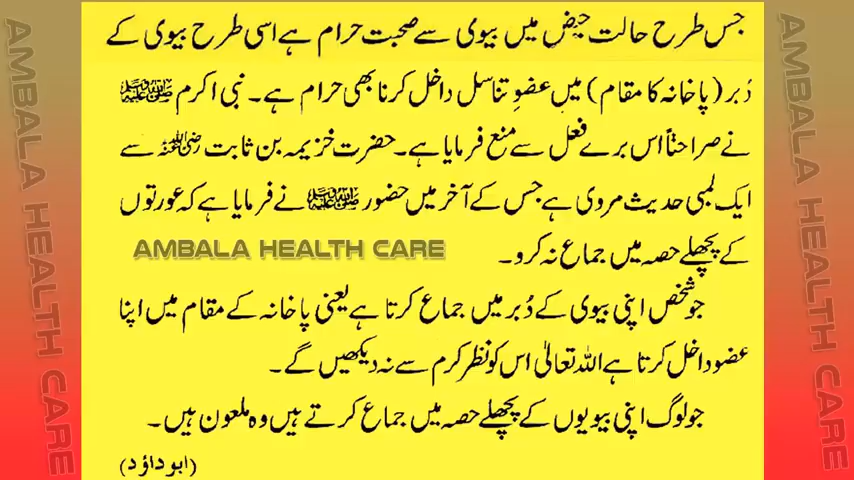 جس طرح حالت حیض میں بیوی سے صحبت حرام ہے اسی طرح بیوی کے
دُبر (پاخانہ کا مقام) میں عضوِ تناسل داخل کرنا بھی حرام ہے۔ نبی اکرم ﷺ
نے صراحتاً اس برے فعل سے منع فرمایا ہے۔ حضرت خزیمہ بن ثابت رضی اللہ عنہ سے
ایک لمبی حدیث مروی ہے جس کے آخر میں حضور ﷺ نے فرمایا ہے کہ عورتوں
کے پچھلے حصہ میں جماع نہ کرو۔
AMBALA HEALTH CARE
جو شخص اپنی بیوی کے دُبر میں جماع کرتا ہے یعنی پاخانہ کے مقام میں اپنا
عضو داخل کرتا ہے اللہ تعالیٰ اس کو نظر کرم سے نہ دیکھیں گے۔
جو لوگ اپنی بیویوں کے پچھلے حصہ میں جماع کرتے ہیں وہ ملعون ہیں۔
(ابوداؤد)
AMBALA HEALTH CARE
AMBALA HEALTH CARE